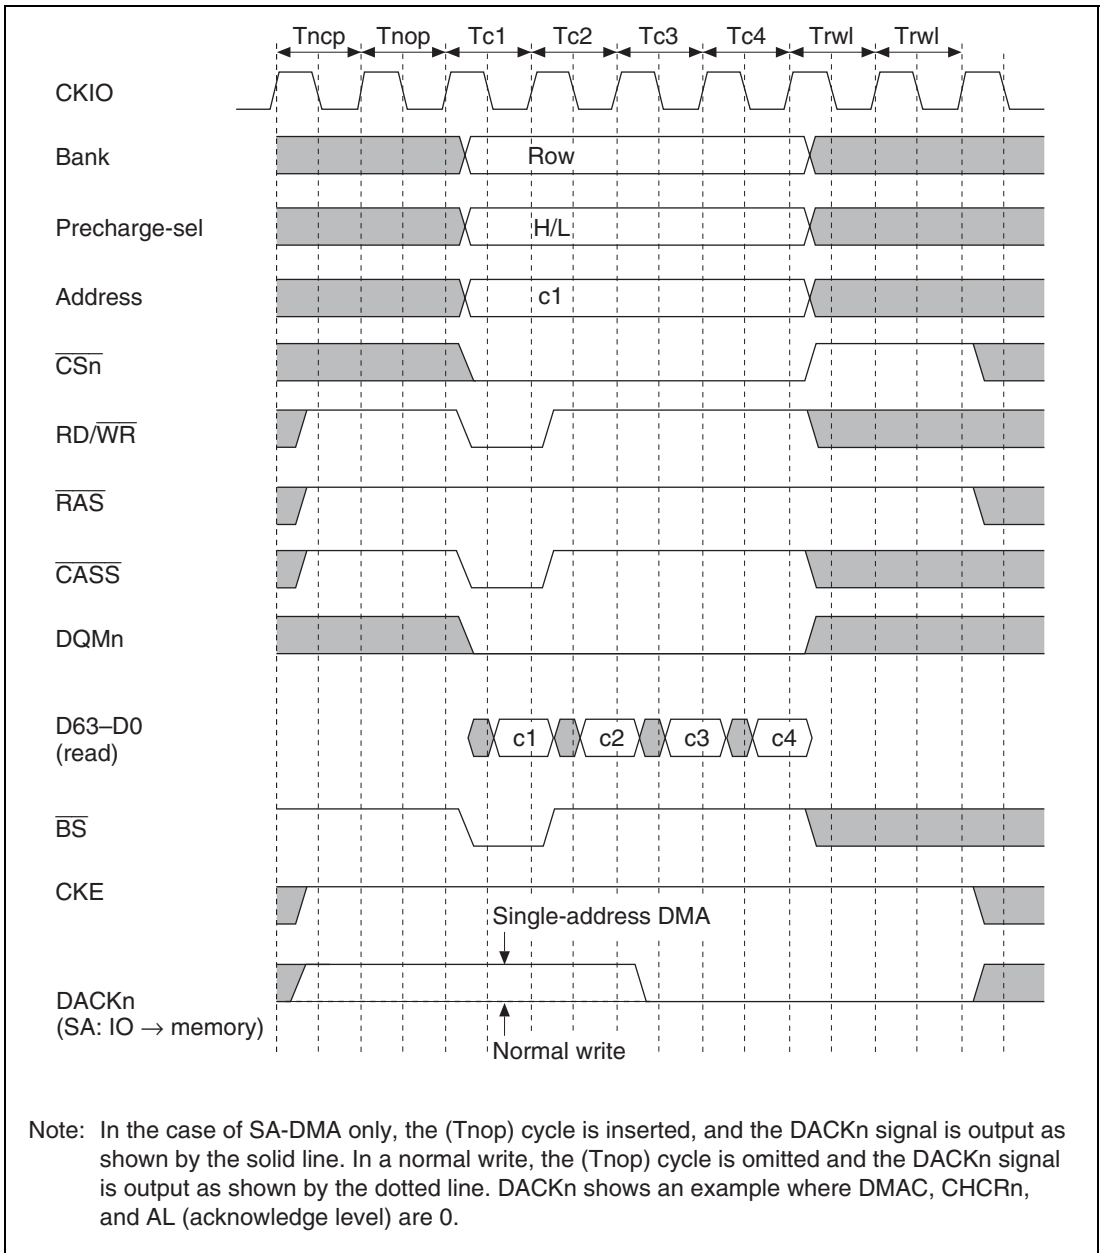 Tncp Tnop Tc1 Tc2 Tc3 Tc4 Trwl Trwl
CKIO
Bank Row
Precharge-sel H/L
Address c1
CSn
RD/WR
RAS
CASS
DQMn
D63–D0
(read)
c1 c2 c3 c4
BS
CKE
Single-address DMA
DACKn
(SA: IO → memory)
Normal write
Note: In the case of SA-DMA only, the (Tnop) cycle is inserted, and the DACKn signal is output as
shown by the solid line. In a normal write, the (Tnop) cycle is omitted and the DACKn signal
is output as shown by the dotted line. DACKn shows an example where DMAC, CHCRn,
and AL (acknowledge level) are 0.